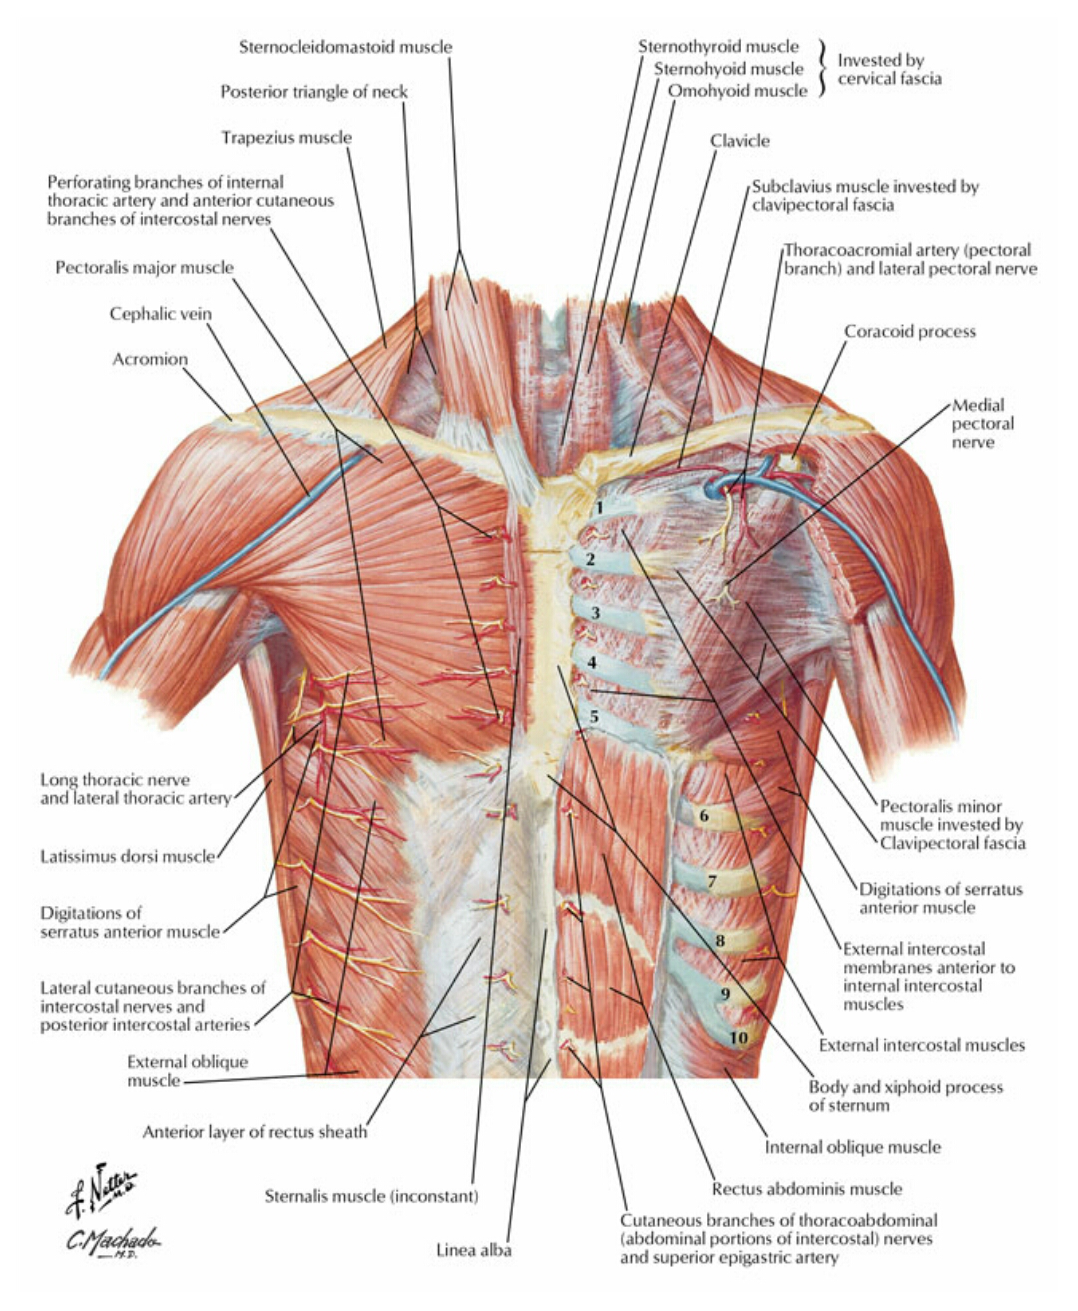 Sternocleidomastoid muscle
Posterior triangle of neck
Trapezius muscle
Perforating branches of internal
thoracic artery and anterior cutaneous
branches of intercostal nerves
Pectoralis major muscle
Cephalic vein
Acromion
Sternothyroid muscle
Sternohyoid muscle
Omohyoid muscle
Invested by
cervical fascia
Clavicle
Subclavius muscle invested by
clavipectoral fascia
Thoracoacromial artery (pectoral
branch) and lateral pectoral nerve
Coracoid process
Medial
pectoral
nerve
1
2
3
4
5
6
7
8
9
10
Long thoracic nerve
and lateral thoracic artery
Latissimus dorsi muscle
Digitations of
serratus anterior muscle
Lateral cutaneous branches of
intercostal nerves and
posterior intercostal arteries
External oblique
muscle
Anterior layer of rectus sheath
Sternalis muscle (inconstant)
Linea alba
Pectoralis minor
muscle invested by
Clavipectoral fascia
Digitations of serratus
anterior muscle
External intercostal
membranes anterior to
internal intercostal
muscles
External intercostal muscles
Body and xiphoid process
of sternum
Internal oblique muscle
Rectus abdominis muscle
Cutaneous branches of thoracoabdominal
(abdominal portions of intercostal) nerves
and superior epigastric artery
F. Netter
M.D.
C. Machado
M.D.